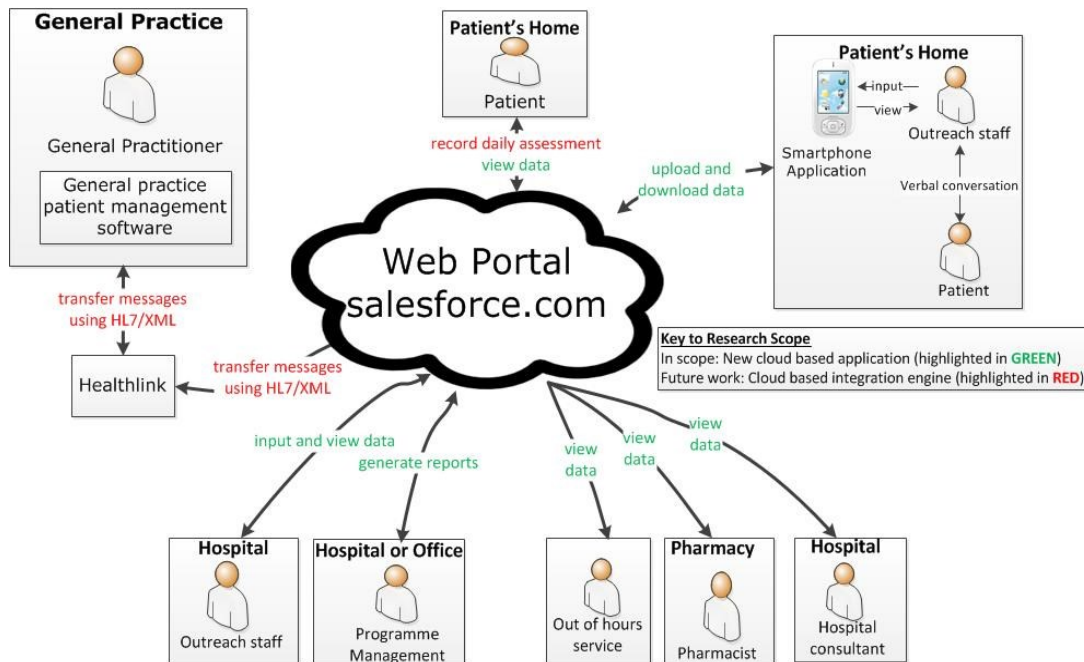 General Practice
General Practitioner
General practice
patient management
software
transfer messages
using HL7/XML
Healthlink
transfer messages
using HL7/XML
Patient's Home
Patient
record daily assessment
view data
Web Portal
salesforce.com
upload and
download data
Patient's Home
input
view
Outreach staff
Smartphone
Application
Verbal conversation
Patient
Key to Research Scope
In scope: New cloud based application (highlighted in GREEN)
Future work: Cloud based integration engine (highlighted in RED)
input and view data
generate reports
view
data
view
data
view
data
Hospital
Outreach staff
Hospital or Office
Programme
Management
Out of hours
service
Pharmacy
Pharmacist
Hospital
Hospital
consultant